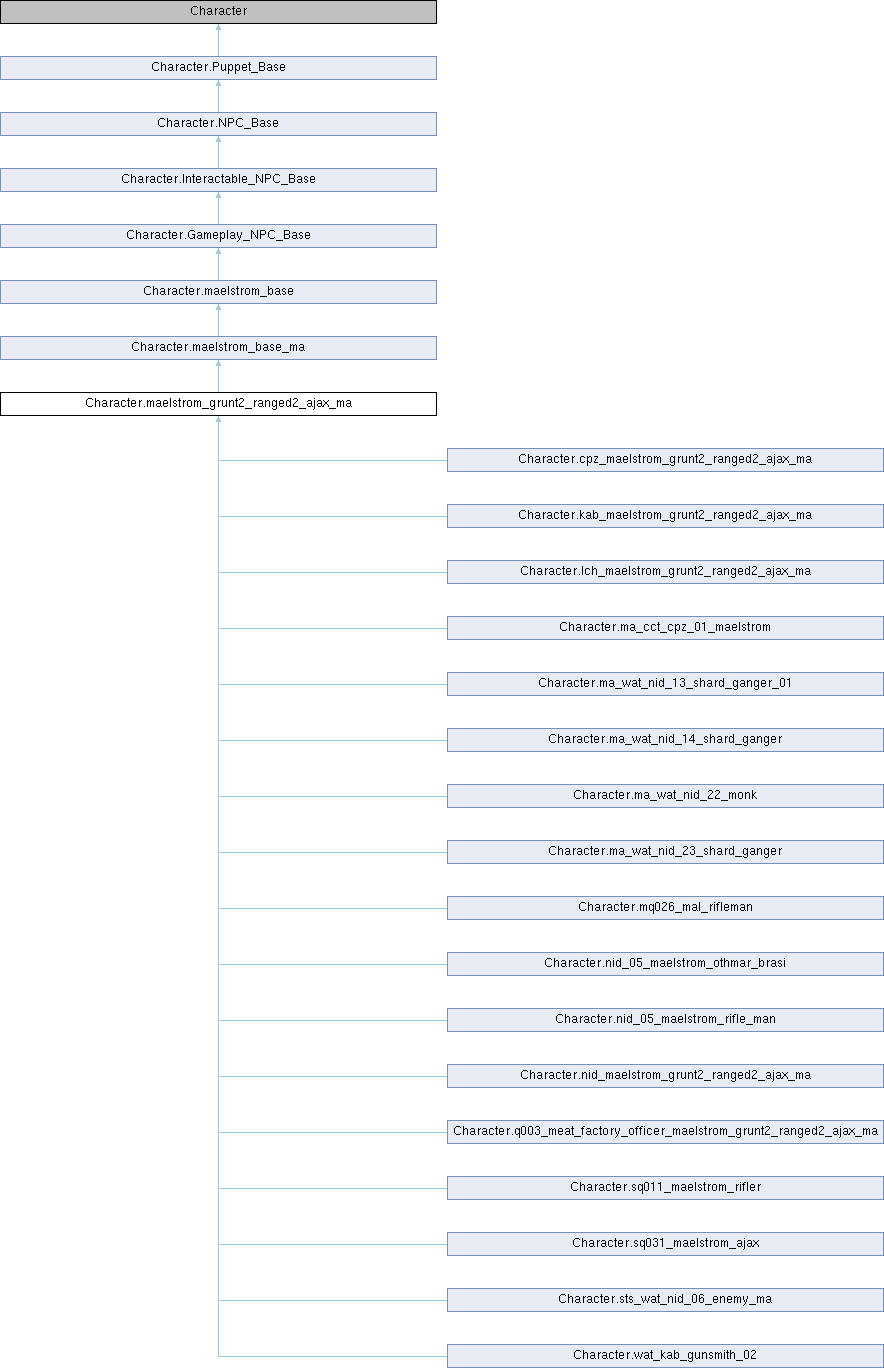 Character
Character.Puppet_Base
Character.NPC_Base
Character.Interactable_NPC_Base
Character.Gameplay_NPC_Base
Character.maelstrom_base
Character.maelstrom_base_ma
Character.maelstrom_grunt2_ranged2_ajax_ma
Character.cpz_maelstrom_grunt2_ranged2_ajax_ma
Character.kab_maelstrom_grunt2_ranged2_ajax_ma
Character.lch_maelstrom_grunt2_ranged2_ajax_ma
Character.ma_cct_cpz_01_maelstrom
Character.ma_wat_nid_13_shard_ganger_01
Character.ma_wat_nid_14_shard_ganger
Character.ma_wat_nid_22_monk
Character.ma_wat_nid_23_shard_ganger
Character.mq026_mal_rifleman
Character.nid_05_maelstrom_othmar_brasi
Character.nid_05_maelstrom_rifle_man
Character.nid_maelstrom_grunt2_ranged2_ajax_ma
Character.q003_meat_factory_officer_maelstrom_grunt2_ranged2_ajax_ma
Character.sq011_maelstrom_rifler
Character.sq031_maelstrom_ajax
Character.sts_wat_nid_06_enemy_ma
Character.wat_kab_gunsmith_02